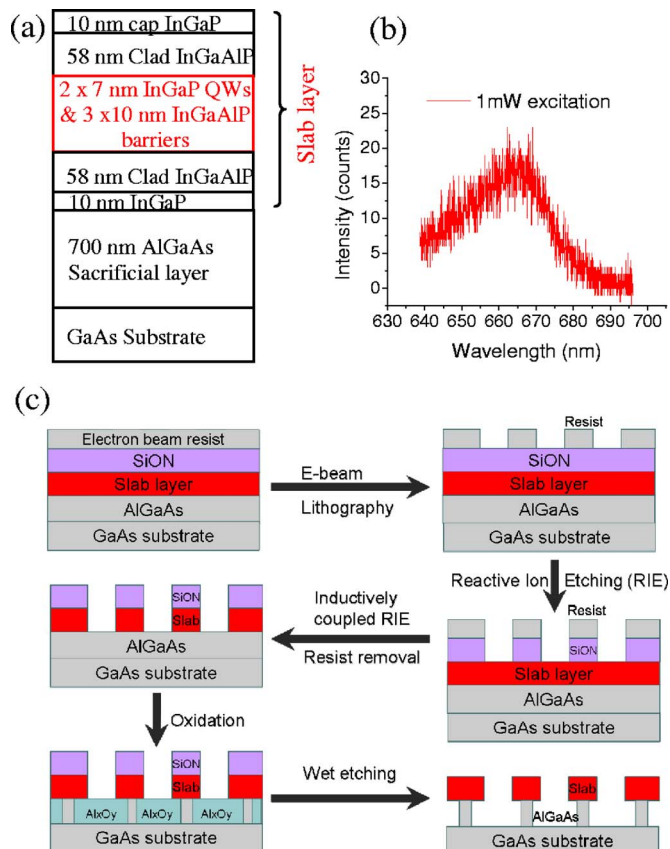 (a)
10 nm cap InGaP
58 nm Clad InGaAlP
2 x 7 nm InGaP QWs
& 3 x10 nm InGaAlP
barriers
58 nm Clad InGaAlP
10 nm InGaP
700 nm AlGaAs
Sacrificial layer
GaAs Substrate
Slab layer
(b)
1mW excitation
30
25
20
15
10
5
0
Intensity (counts)
630 640 650 660 670 680 690 700
Wavelength (nm)
(c)
Electron beam resist
SiON
Slab layer
AlGaAs
GaAs substrate
E-beam
Lithography
Resist
SiON
Slab layer
AlGaAs
GaAs substrate
Reactive Ion Etching (RIE)
Resist
SiON
Slab layer
AlGaAs
GaAs substrate
Inductively
coupled RIE
Resist removal
SiON
Slab
AlGaAs
GaAs substrate
Oxidation
SiON
Slab
AlxOy AlxOy AlxOy
GaAs substrate
Wet etching
Slab
AlGaAs
GaAs substrate